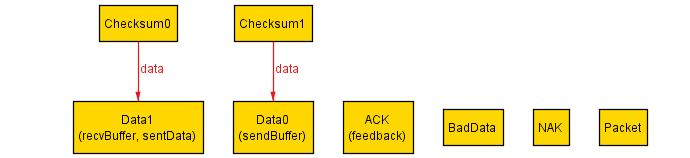 Checksum0
Checksum1
data
data
Data1
(recvBuffer, sentData)
Data0
(sendBuffer)
ACK
(feedback)
BadData
NAK
Packet